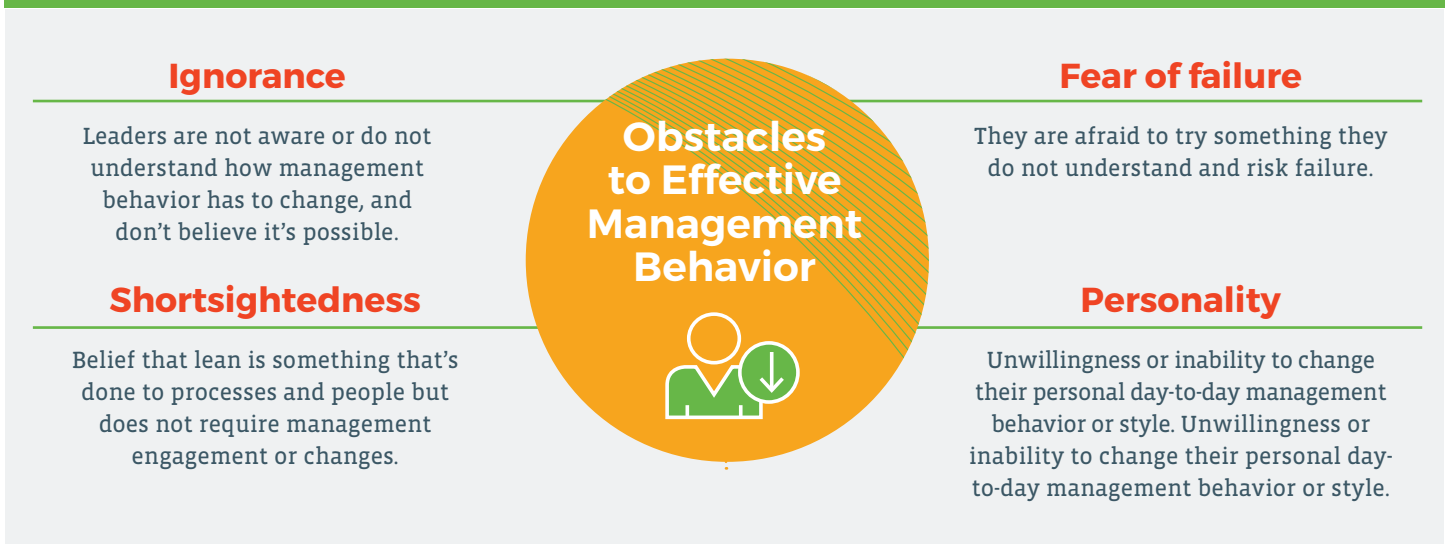 Ignorance
Leaders are not aware or do not
understand how management
behavior has to change, and
don't believe it's possible.
Shortsightedness
Belief that lean is something that's
done to processes and people but
does not require management
engagement or changes.
Obstacles
to Effective
Management
Behavior
Fear of failure
They are afraid to try something they
do not understand and risk failure.
Personality
Unwillingness or inability to change
their personal day-to-day management
behavior or style. Unwillingness or
inability to change their personal day-
to-day management behavior or style.